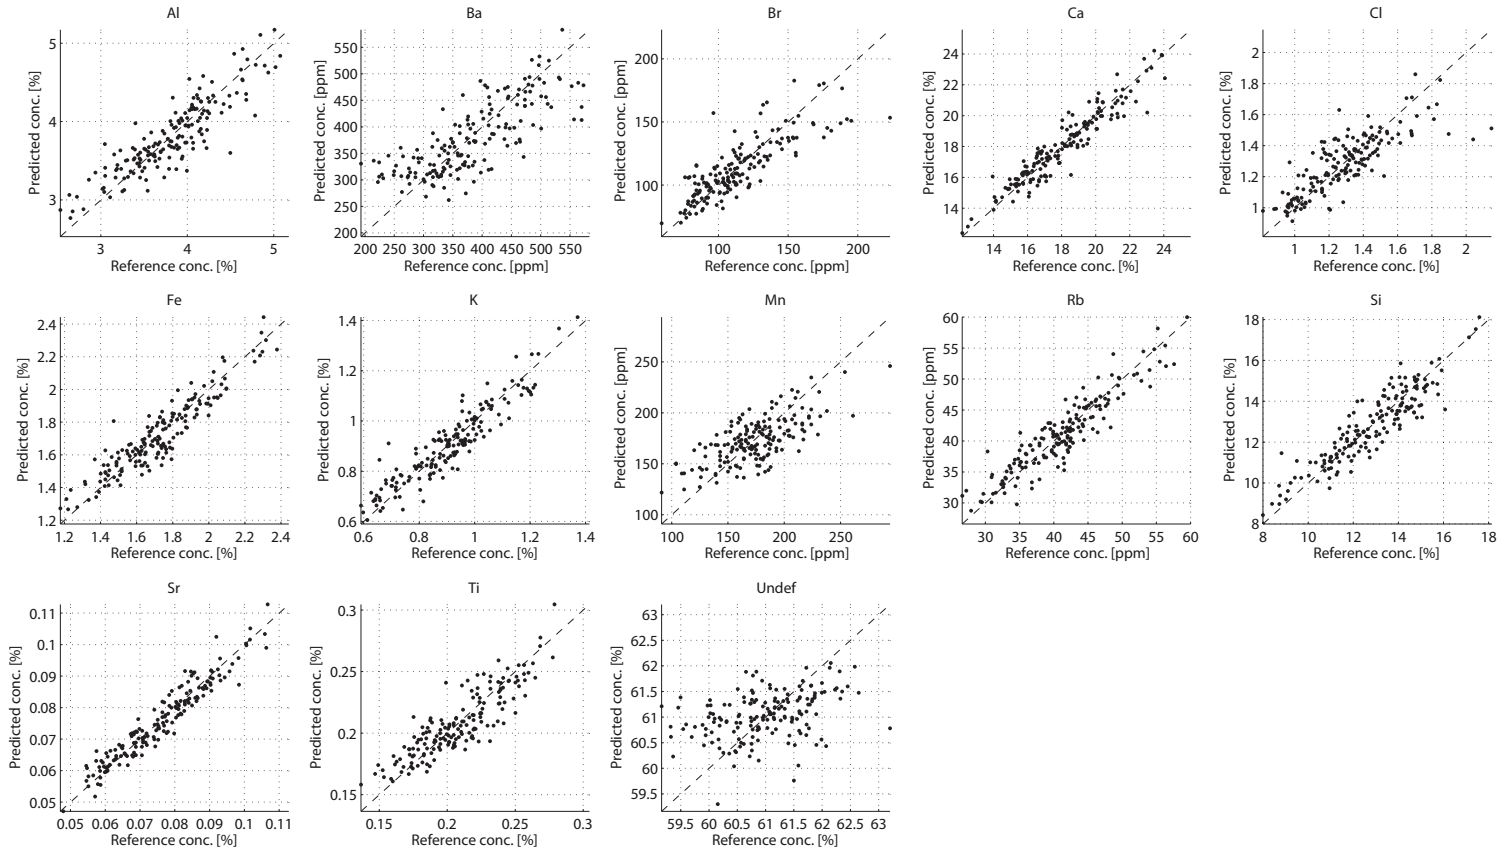 Al
Ba
Br
Ca
Cl
Predicted conc. [%]
5
4
3
3 4 5
Reference conc. [%]
Predicted conc. [ppm]
550
500
450
400
350
300
250
200
200 250 300 350 400 450 500 550
Reference conc. [ppm]
Predicted conc. [ppm]
200
150
100
100 150 200
Reference conc. [ppm]
Predicted conc. [%]
24
22
20
18
16
14
14 16 18 20 22 24
Reference conc. [%]
Predicted conc. [%]
2
1.8
1.6
1.4
1.2
1
1 1.2 1.4 1.6 1.8 2
Reference conc. [%]
Fe
K
Mn
Rb
Si
Predicted conc. [%]
2.4
2.2
2
1.8
1.6
1.4
1.2
1.2 1.4 1.6 1.8 2 2.2 2.4
Reference conc. [%]
Predicted conc. [%]
1.4
1.2
1
0.8
0.6
0.6 0.8 1 1.2 1.4
Reference conc. [%]
Predicted conc. [ppm]
250
200
150
100
100 150 200 250
Reference conc. [ppm]
Predicted conc. [ppm]
60
55
50
45
40
35
30
30 35 40 45 50 55 60
Reference conc. [ppm]
Predicted conc. [%]
18
16
14
12
10
8
8 10 12 14 16 18
Reference conc. [%]
Sr
Ti
Undef
Predicted conc. [%]
0.11
0.1
0.09
0.08
0.07
0.06
0.05
0.05 0.06 0.07 0.08 0.09 0.1 0.11
Reference conc. [%]
Predicted conc. [%]
0.3
0.25
0.2
0.15
0.15 0.2 0.25 0.3
Reference conc. [%]
Predicted conc. [%]
63
62.5
62
61.5
61
60.5
60
59.5
59.5 60 60.5 61 61.5 62 62.5 63
Reference conc. [%]